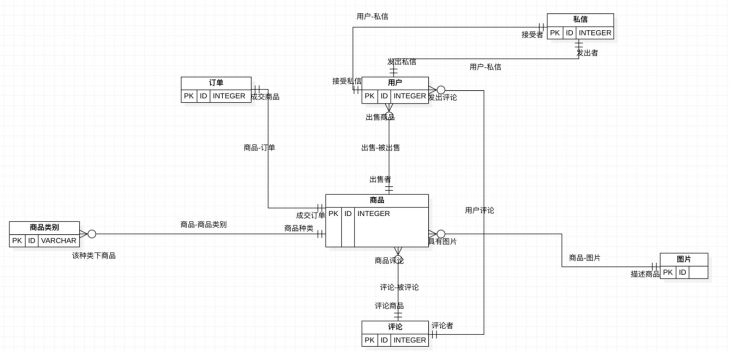 用户-私信
私信
PK ID INTEGER
接受者
发出者
发出私信
用户-私信
订单
PK ID INTEGER
成交商品
接受私信
用户
PK ID INTEGER
发出评论
出售商品
商品-订单
出售-被出售
出售者
商品
PK ID INTEGER
成交订单
用户评论
商品类别
PK ID VARCHAR
商品-商品类别
商品种类
该种类下商品
具有图片
商品评论
商品-图片
图片
PK ID
描述商品
评论-被评论
评论商品
评论
PK ID INTEGER
评论者